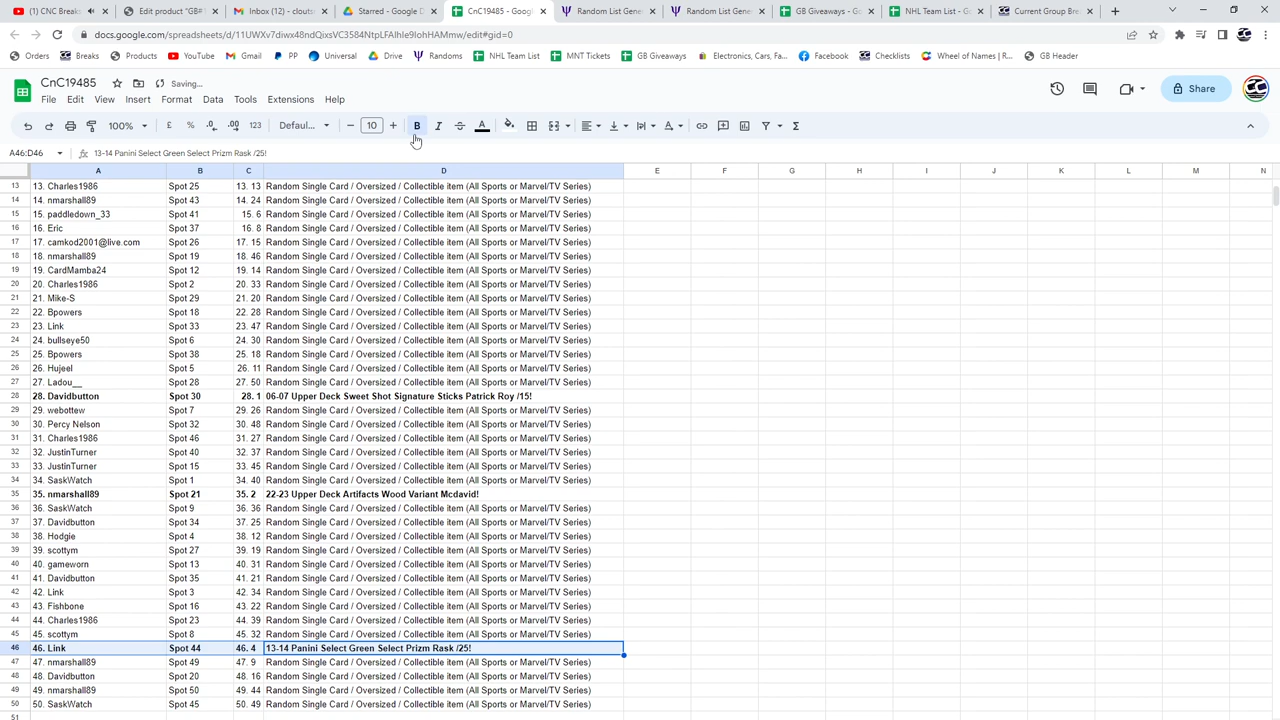 (1) CNC Breaks
Edit product "GB#
Inbox (12) - clouts
Starred - Google D
CnC19485 - Googl
Random List Gene
Random List Gene
GB Giveaways - Go
NHL Team List - G
Current Group Bre
docs.google.com/spreadsheets/d/11UWXv7diwx48ndQixsVC3584NtpLFAlhle9IohHAMmw/edit#gid=0
Orders Breaks Products YouTube Gmail PP Universal Drive Randoms NHL Team List MNT Tickets GB Giveaways Electronics, Cars, Fa... Facebook Checklists Wheel of Names | R... GB Header
CnC19485 Saving...
File Edit View Insert Format Data Tools Extensions Help
Share
100% £ % .0 .00 123 Defaul... 10 B I S A
A46:D46 13-14 Panini Select Green Select Prizm Rask /25!
A B C D E F G H I J K L M N
13 13. Charles1986 Spot 25 13. 13 Random Single Card / Oversized / Collectible item (All Sports or Marvel/TV Series)
14 14. nmarshall89 Spot 43 14. 24 Random Single Card / Oversized / Collectible item (All Sports or Marvel/TV Series)
15 15. paddledown_33 Spot 41 15. 6 Random Single Card / Oversized / Collectible item (All Sports or Marvel/TV Series)
16 16. Eric Spot 37 16. 8 Random Single Card / Oversized / Collectible item (All Sports or Marvel/TV Series)
17 17. camkod2001@live.com Spot 26 17. 15 Random Single Card / Oversized / Collectible item (All Sports or Marvel/TV Series)
18 18. nmarshall89 Spot 19 18. 46 Random Single Card / Oversized / Collectible item (All Sports or Marvel/TV Series)
19 19. CardMamba24 Spot 12 19. 14 Random Single Card / Oversized / Collectible item (All Sports or Marvel/TV Series)
20 20. Charles1986 Spot 2 20. 33 Random Single Card / Oversized / Collectible item (All Sports or Marvel/TV Series)
21 21. Mike-S Spot 29 21. 20 Random Single Card / Oversized / Collectible item (All Sports or Marvel/TV Series)
22 22. Bpowers Spot 18 22. 28 Random Single Card / Oversized / Collectible item (All Sports or Marvel/TV Series)
23 23. Link Spot 33 23. 47 Random Single Card / Oversized / Collectible item (All Sports or Marvel/TV Series)
24 24. bullseye50 Spot 6 24. 30 Random Single Card / Oversized / Collectible item (All Sports or Marvel/TV Series)
25 25. Bpowers Spot 38 25. 18 Random Single Card / Oversized / Collectible item (All Sports or Marvel/TV Series)
26 26. Hujeel Spot 5 26. 11 Random Single Card / Oversized / Collectible item (All Sports or Marvel/TV Series)
27 27. Ladou__ Spot 28 27. 50 Random Single Card / Oversized / Collectible item (All Sports or Marvel/TV Series)
28 28. Davidbutton Spot 30 28. 1 06-07 Upper Deck Sweet Shot Signature Sticks Patrick Roy /15!
29 29. webottew Spot 7 29. 26 Random Single Card / Oversized / Collectible item (All Sports or Marvel/TV Series)
30 30. Percy Nelson Spot 32 30. 48 Random Single Card / Oversized / Collectible item (All Sports or Marvel/TV Series)
31 31. Charles1986 Spot 46 31. 27 Random Single Card / Oversized / Collectible item (All Sports or Marvel/TV Series)
32 32. JustinTurner Spot 40 32. 37 Random Single Card / Oversized / Collectible item (All Sports or Marvel/TV Series)
33 33. JustinTurner Spot 15 33. 45 Random Single Card / Oversized / Collectible item (All Sports or Marvel/TV Series)
34 34. SaskWatch Spot 1 34. 40 Random Single Card / Oversized / Collectible item (All Sports or Marvel/TV Series)
35 35. nmarshall89 Spot 21 35. 2 22-23 Upper Deck Artifacts Wood Variant Mcdavid!
36 36. SaskWatch Spot 9 36. 36 Random Single Card / Oversized / Collectible item (All Sports or Marvel/TV Series)
37 37. Davidbutton Spot 34 37. 25 Random Single Card / Oversized / Collectible item (All Sports or Marvel/TV Series)
38 38. Hodgie Spot 4 38. 12 Random Single Card / Oversized / Collectible item (All Sports or Marvel/TV Series)
39 39. scottym Spot 27 39. 19 Random Single Card / Oversized / Collectible item (All Sports or Marvel/TV Series)
40 40. gameworn Spot 13 40. 31 Random Single Card / Oversized / Collectible item (All Sports or Marvel/TV Series)
41 41. Davidbutton Spot 35 41. 21 Random Single Card / Oversized / Collectible item (All Sports or Marvel/TV Series)
42 42. Link Spot 3 42. 34 Random Single Card / Oversized / Collectible item (All Sports or Marvel/TV Series)
43 43. Fishbone Spot 16 43. 22 Random Single Card / Oversized / Collectible item (All Sports or Marvel/TV Series)
44 44. Charles1986 Spot 23 44. 39 Random Single Card / Oversized / Collectible item (All Sports or Marvel/TV Series)
45 45. scottym Spot 8 45. 32 Random Single Card / Oversized / Collectible item (All Sports or Marvel/TV Series)
46 46. Link Spot 44 46. 4 13-14 Panini Select Green Select Prizm Rask /25!
47 47. nmarshall89 Spot 49 47. 9 Random Single Card / Oversized / Collectible item (All Sports or Marvel/TV Series)
48 48. Davidbutton Spot 20 48. 16 Random Single Card / Oversized / Collectible item (All Sports or Marvel/TV Series)
49 49. nmarshall89 Spot 50 49. 44 Random Single Card / Oversized / Collectible item (All Sports or Marvel/TV Series)
50 50. SaskWatch Spot 45 50. 49 Random Single Card / Oversized / Collectible item (All Sports or Marvel/TV Series)
51